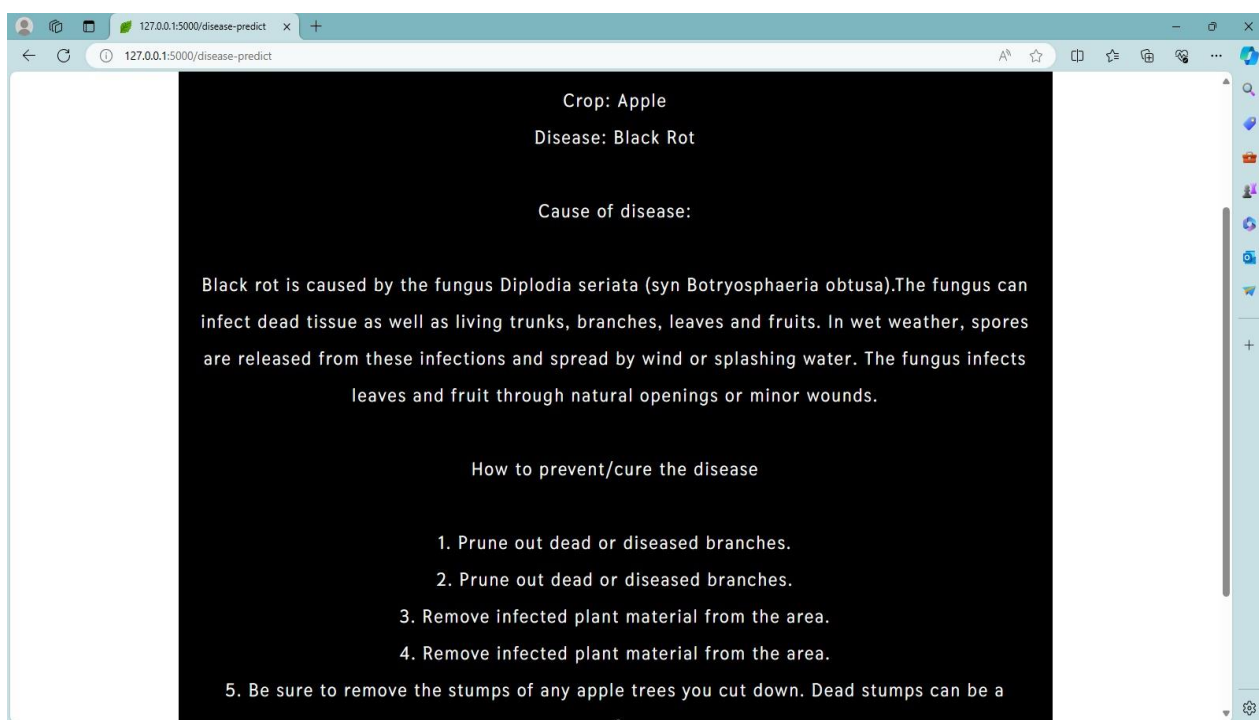 127.0.0.1:5000/disease-predict
127.0.0.1:5000/disease-predict
Crop: Apple
Disease: Black Rot
Cause of disease:
Black rot is caused by the fungus Diplodia seriata (syn Botryosphaeria obtusa).The fungus can
infect dead tissue as well as living trunks, branches, leaves and fruits. In wet weather, spores
are released from these infections and spread by wind or splashing water. The fungus infects
leaves and fruit through natural openings or minor wounds.
How to prevent/cure the disease
1. Prune out dead or diseased branches.
2. Prune out dead or diseased branches.
3. Remove infected plant material from the area.
4. Remove infected plant material from the area.
5. Be sure to remove the stumps of any apple trees you cut down. Dead stumps can be a